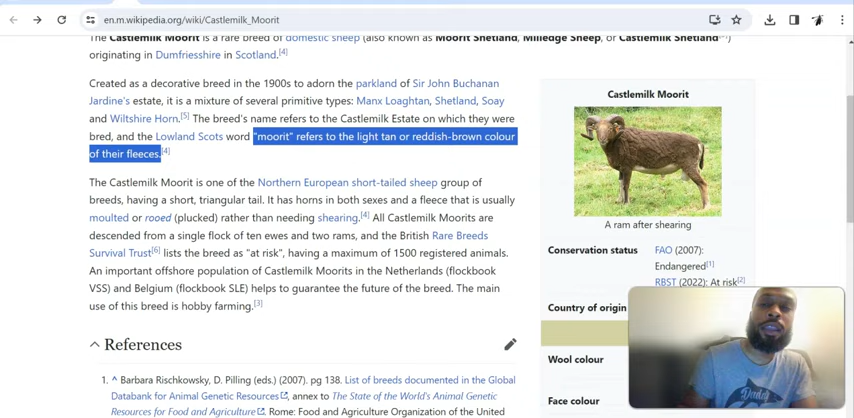 en.m.wikipedia.org/wiki/Castlemilk_Moorit
The Castlemilk Moorit is a rare breed of domestic sheep (also known as Moorit Shetland, Milledge Sheep, or Castlemilk Shetland
originating in Dumfriesshire in Scotland.[4]
Created as a decorative breed in the 1900s to adorn the parkland of Sir John Buchanan
Jardine's estate, it is a mixture of several primitive types: Manx Loaghtan, Shetland, Soay
and Wiltshire Horn.[5] The breed's name refers to the Castlemilk Estate on which they were
bred, and the Lowland Scots word "moorit" refers to the light tan or reddish-brown colour
of their fleeces.[4]
The Castlemilk Moorit is one of the Northern European short-tailed sheep group of
breeds, having a short, triangular tail. It has horns in both sexes and a fleece that is usually
moulted or rooed (plucked) rather than needing shearing.[4] All Castlemilk Moorits are
descended from a single flock of ten ewes and two rams, and the British Rare Breeds
Survival Trust[6] lists the breed as "at risk", having a maximum of 1500 registered animals.
An important offshore population of Castlemilk Moorits in the Netherlands (flockbook
VSS) and Belgium (flockbook SLE) helps to guarantee the future of the breed. The main
use of this breed is hobby farming.[3]
References
1. ^ Barbara Rischkowsky, D. Pilling (eds.) (2007). pg 138. List of breeds documented in the Global
Databank for Animal Genetic Resources, annex to The State of the World's Animal Genetic
Resources for Food and Agriculture. Rome: Food and Agriculture Organization of the United
Castlemilk Moorit
A ram after shearing
Conservation status FAO (2007):
Endangered[1]
RBST (2022): At risk[2]
Country of origin
Wool colour
Face colour
Daddy